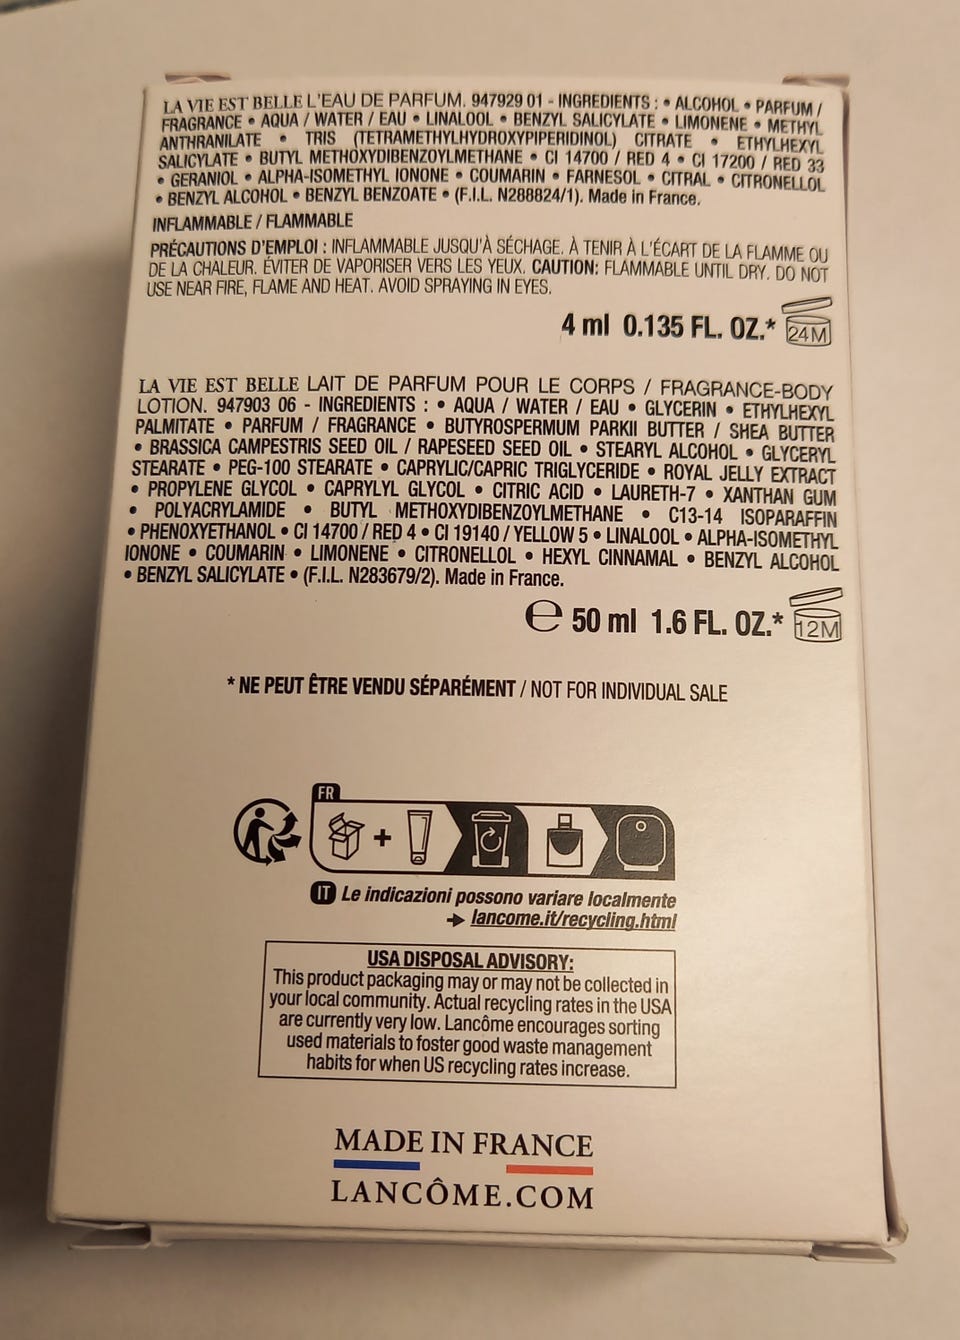 LA VIE EST BELLE L'EAU DE PARFUM. 947929 01 - INGREDIENTS : • ALCOHOL • PARFUM /
FRAGRANCE • AQUA / WATER / EAU • LINALOOL • BENZYL SALICYLATE • LIMONENE • METHYL
ANTHRANILATE • TRIS (TETRAMETHYLHYDROXYPIPERIDINOL) CITRATE • ETHYLHEXYL
SALICYLATE • BUTYL METHOXYDIBENZOYLMETHANE • CI 14700 / RED 4 • CI 17200 / RED 33
• GERANIOL • ALPHA-ISOMETHYL IONONE • COUMARIN • FARNESOL • CITRAL • CITRONELLOL
• BENZYL ALCOHOL • BENZYL BENZOATE • (F.I.L. N288824/1). Made in France.
INFLAMMABLE / FLAMMABLE
PRÉCAUTIONS D'EMPLOI : INFLAMMABLE JUSQU'À SÉCHAGE. À TENIR À L'ÉCART DE LA FLAMME OU
DE LA CHALEUR. ÉVITER DE VAPORISER VERS LES YEUX. CAUTION: FLAMMABLE UNTIL DRY. DO NOT
USE NEAR FIRE, FLAME AND HEAT. AVOID SPRAYING IN EYES.
4 ml 0.135 FL. OZ.* 24M
LA VIE EST BELLE LAIT DE PARFUM POUR LE CORPS / FRAGRANCE-BODY
LOTION. 947903 06 - INGREDIENTS : • AQUA / WATER / EAU • GLYCERIN • ETHYLHEXYL
PALMITATE • PARFUM / FRAGRANCE • BUTYROSPERMUM PARKII BUTTER / SHEA BUTTER
• BRASSICA CAMPESTRIS SEED OIL / RAPESEED SEED OIL • STEARYL ALCOHOL • GLYCERYL
STEARATE • PEG-100 STEARATE • CAPRYLIC/CAPRIC TRIGLYCERIDE • ROYAL JELLY EXTRACT
• PROPYLENE GLYCOL • CAPRYLYL GLYCOL • CITRIC ACID • LAURETH-7 • XANTHAN GUM
• POLYACRYLAMIDE • BUTYL METHOXYDIBENZOYLMETHANE • C13-14 ISOPARAFFIN
• PHENOXYETHANOL • CI 14700 / RED 4 • CI 19140 / YELLOW 5 • LINALOOL • ALPHA-ISOMETHYL
IONONE • COUMARIN • LIMONENE • CITRONELLOL • HEXYL CINNAMAL • BENZYL ALCOHOL
• BENZYL SALICYLATE • (F.I.L. N283679/2). Made in France.
℮ 50 ml 1.6 FL. OZ.* 12M
* NE PEUT ÊTRE VENDU SÉPARÉMENT / NOT FOR INDIVIDUAL SALE
FR
+
IT Le indicazioni possono variare localmente
→ lancome.it/recycling.html
USA DISPOSAL ADVISORY:
This product packaging may or may not be collected in
your local community. Actual recycling rates in the USA
are currently very low. Lancôme encourages sorting
used materials to foster good waste management
habits for when US recycling rates increase.
MADE IN FRANCE
LANCÔME.COM